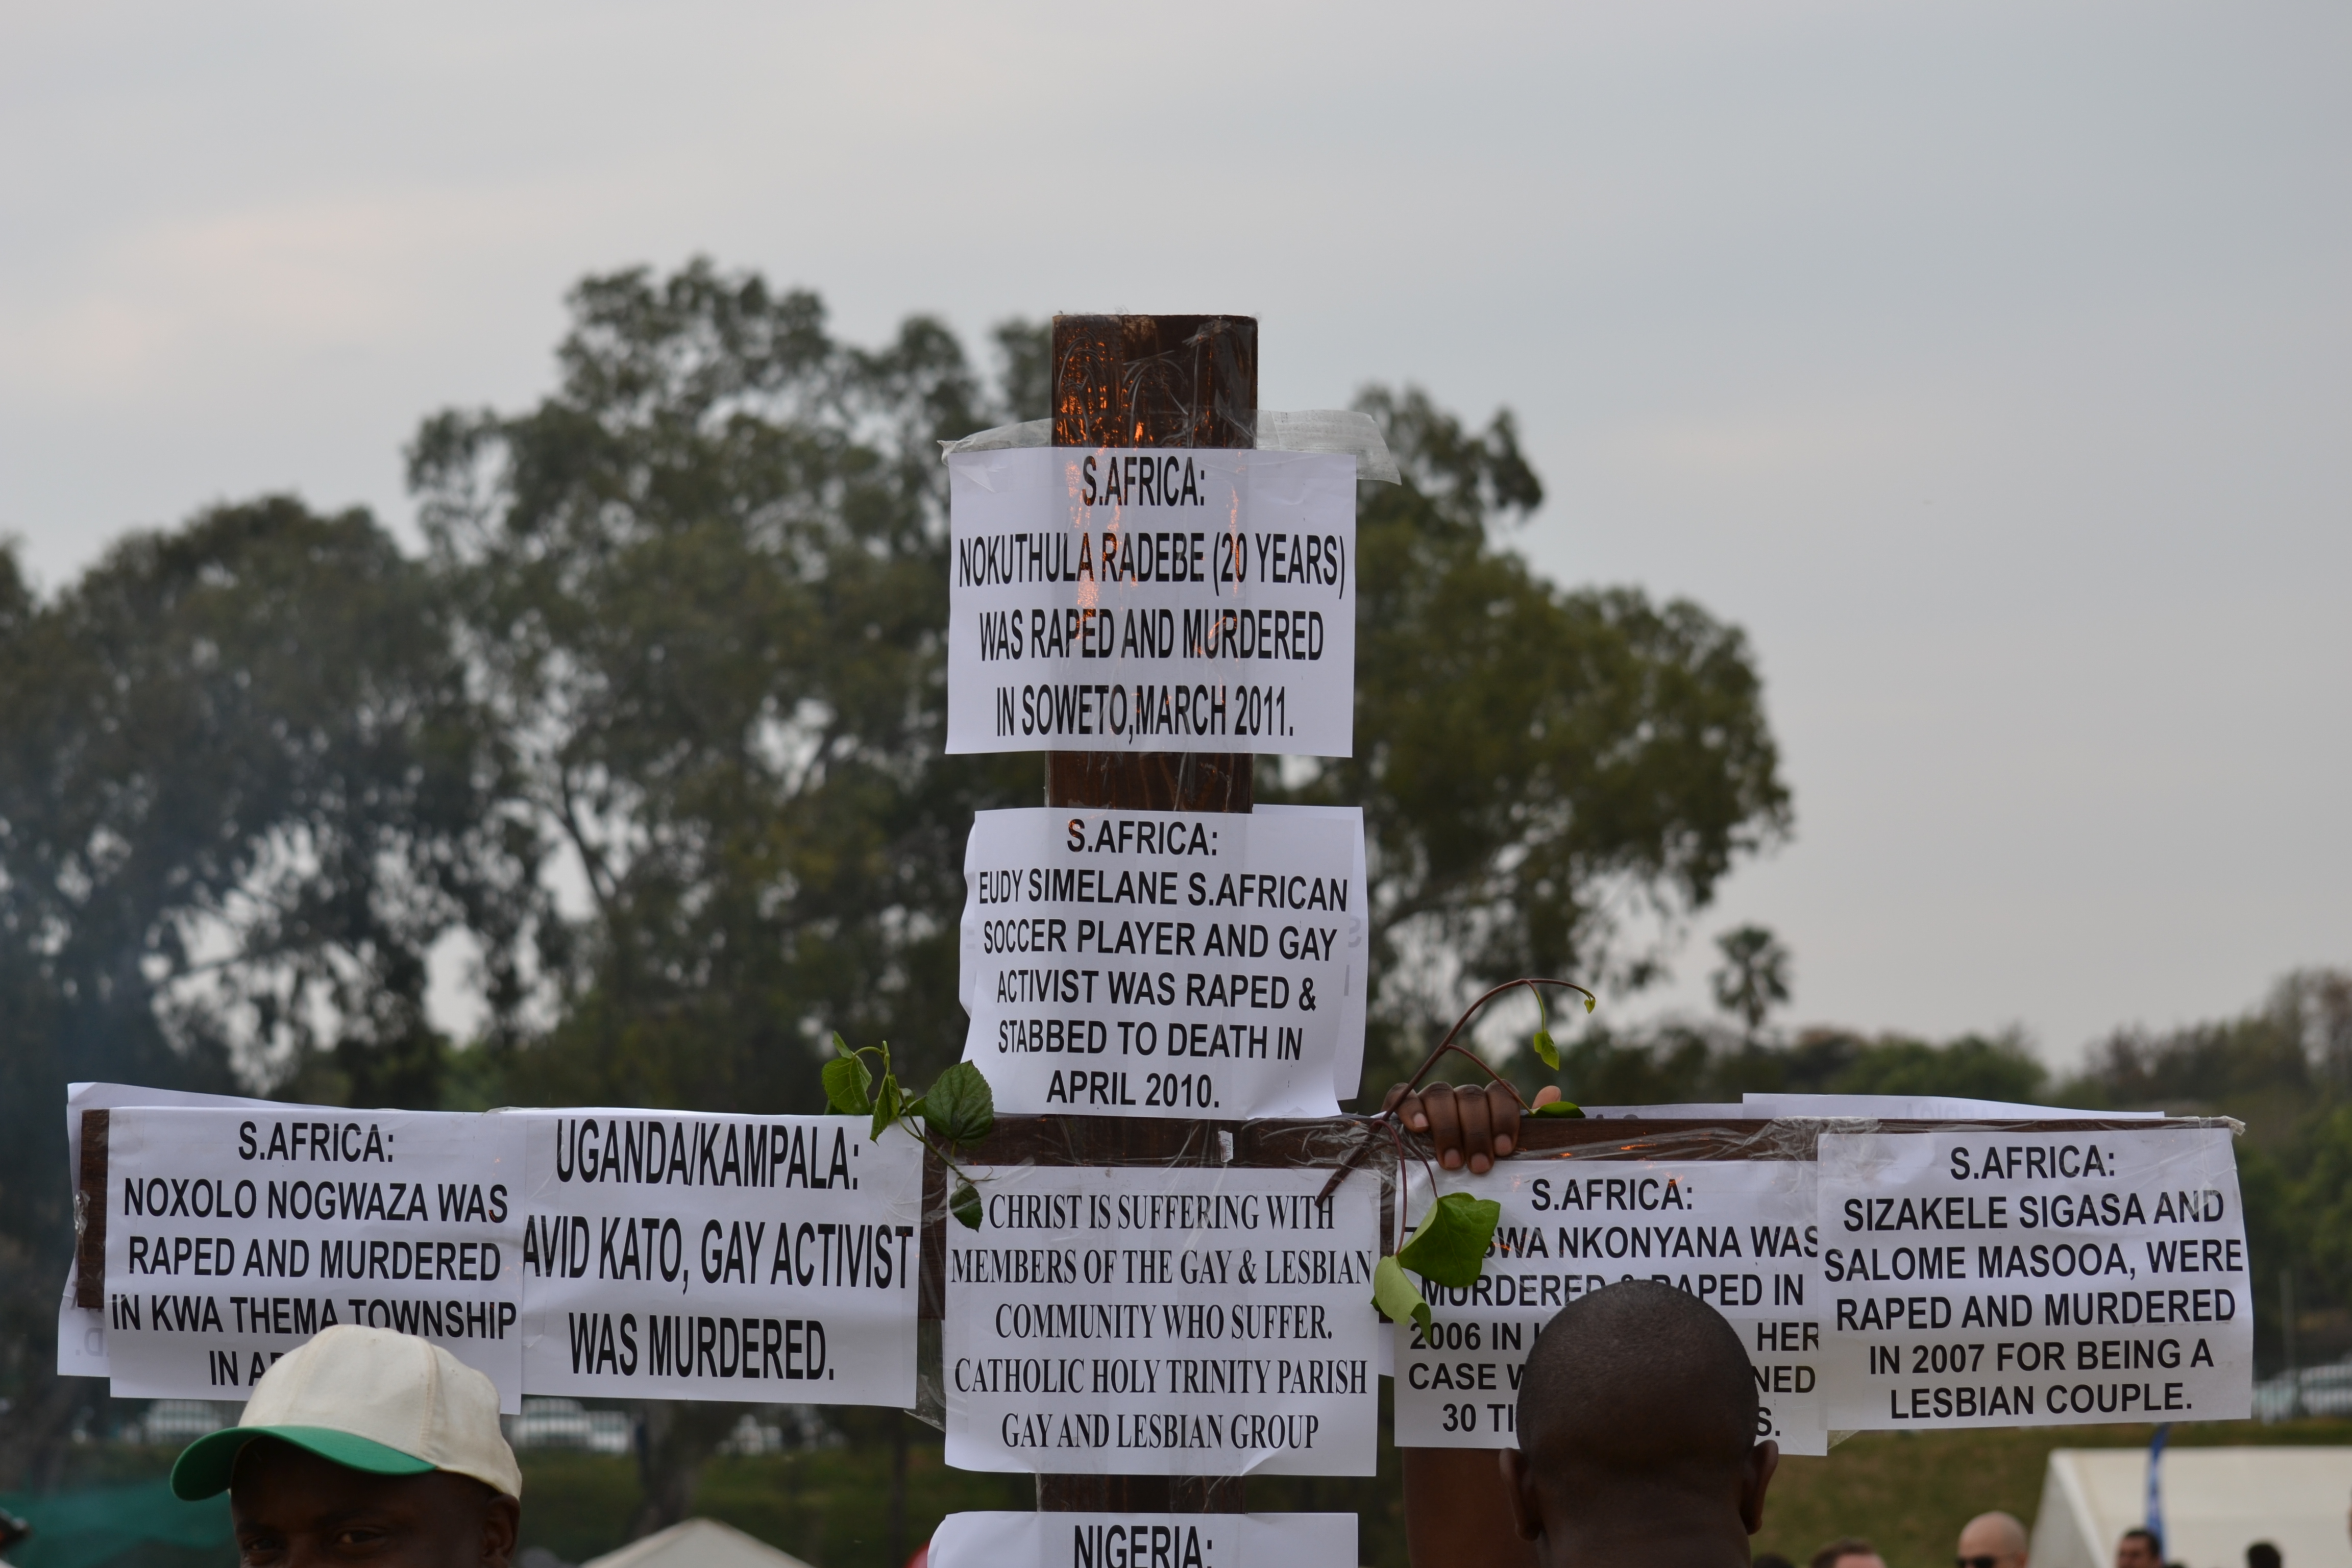 S.AFRICA:
NOKUTHULA RADEBE (20 YEARS)
WAS RAPED AND MURDERED
IN SOWETO,MARCH 2011.
S.AFRICA:
EUDY SIMELANE S.AFRICAN
SOCCER PLAYER AND GAY
ACTIVIST WAS RAPED &
STABBED TO DEATH IN
APRIL 2010.
S.AFRICA:
NOXOLO NOGWAZA WAS
RAPED AND MURDERED
IN KWA THEMA TOWNSHIP
IN
UGANDA/KAMPALA:
AVID KATO, GAY ACTIVIST
WAS MURDERED.
CHRIST IS SUFFERING WITH
MEMBERS OF THE GAY & LESBIAN
COMMUNITY WHO SUFFER.
CATHOLIC HOLY TRINITY PARISH
GAY AND LESBIAN GROUP
S.AFRICA:
NKONYANA WAS
MURDERED & RAPED IN
2006 IN HER
CASE
30
S.AFRICA:
SIZAKELE SIGASA AND
SALOME MASOOA, WERE
RAPED AND MURDERED
IN 2007 FOR BEING A
LESBIAN COUPLE.
NIGERIA: